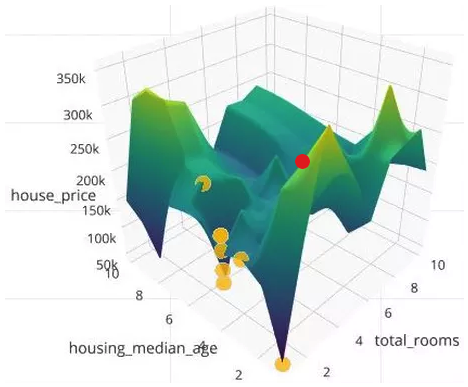 350k
300k
250k
200k
150k
100k
50k
house_price
10
8
6
4
2
housing_median_age
2
4
6
8
10
total_rooms